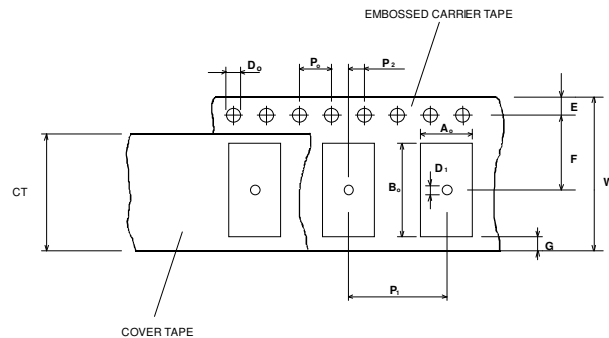 EMBOSSED CARRIER TAPE
Do
Po
P2
E
Ao
D1
F
W
CT
Bo
G
P1
COVER TAPE